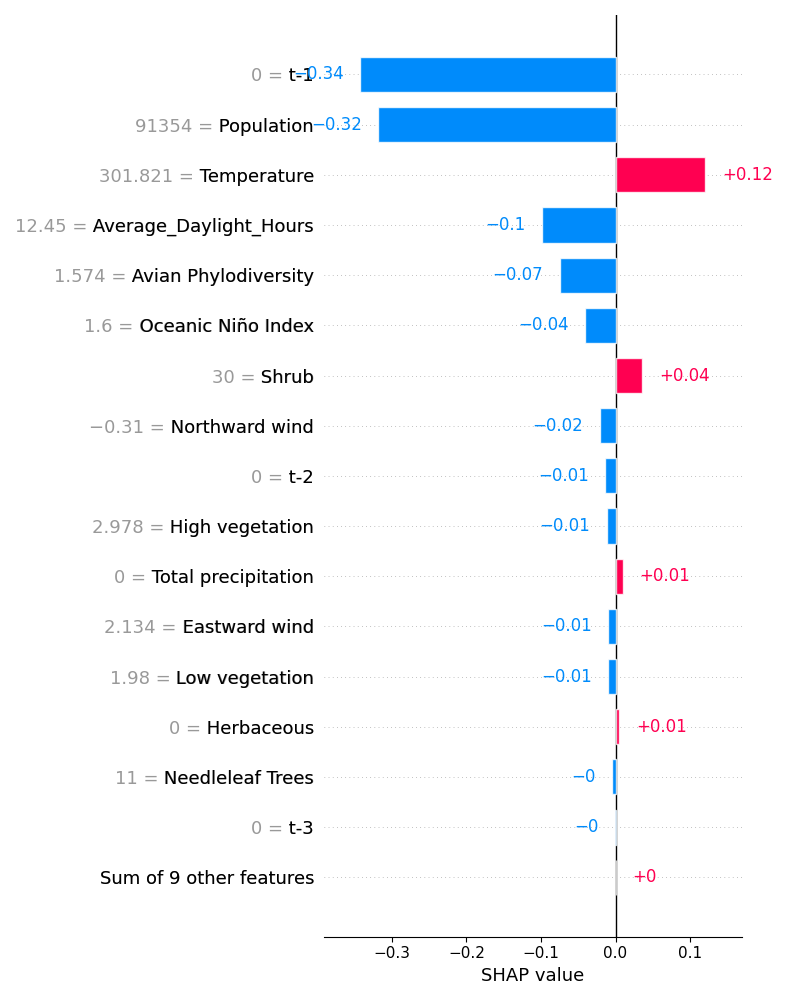 0 = t-1 −0.34
91354 = Population −0.32
301.821 = Temperature +0.12
12.45 = Average_Daylight_Hours −0.1
1.574 = Avian Phylodiversity −0.07
1.6 = Oceanic Niño Index −0.04
30 = Shrub +0.04
−0.31 = Northward wind −0.02
0 = t-2 −0.01
2.978 = High vegetation −0.01
0 = Total precipitation +0.01
2.134 = Eastward wind −0.01
1.98 = Low vegetation −0.01
0 = Herbaceous +0.01
11 = Needleleaf Trees −0
0 = t-3 −0
Sum of 9 other features +0
−0.3 −0.2 −0.1 0.0 0.1
SHAP value